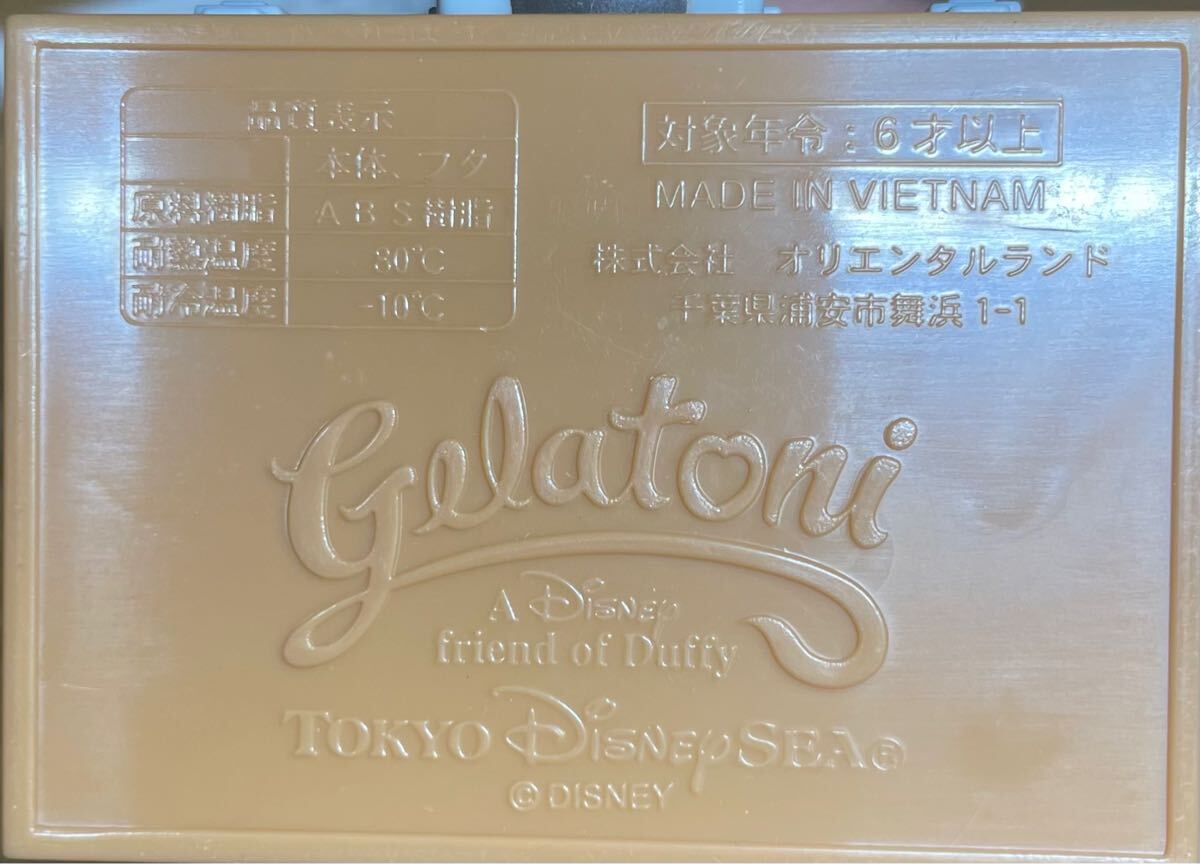 品質表示
本体、フタ
原料樹脂 ABS樹脂
耐熱温度 80℃
耐冷温度 -10℃
対象年令：6才以上
MADE IN VIETNAM
株式会社 オリエンタルランド
千葉県浦安市舞浜1-1
Gelatoni
A Disney
friend of Duffy
TOKYO DISNEY SEA®
© DISNEY